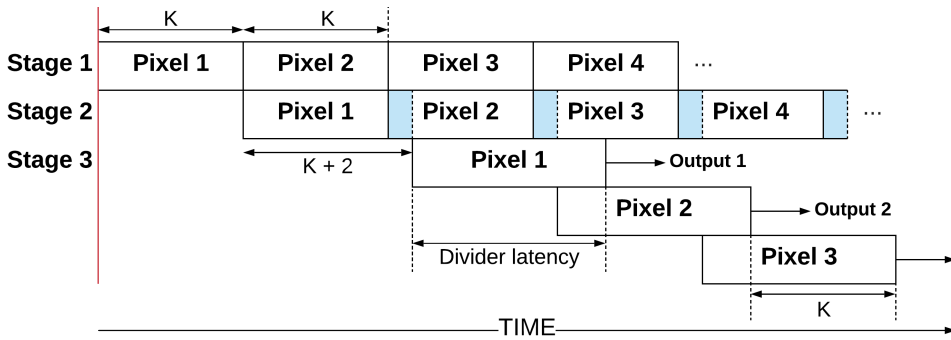 K K
Stage 1 Pixel 1 Pixel 2 Pixel 3 Pixel 4 ...
Stage 2 Pixel 1 Pixel 2 Pixel 3 Pixel 4 ...
Stage 3 K + 2 Pixel 1 Output 1
Pixel 2 Output 2
Divider latency Pixel 3
K
TIME